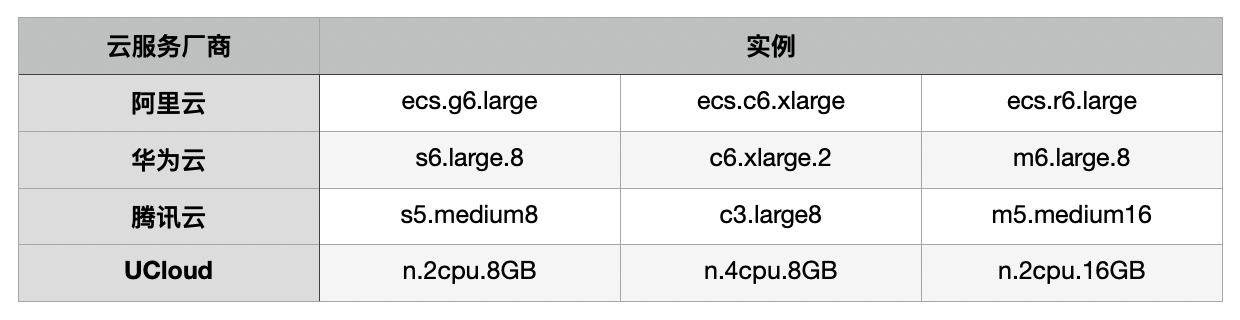 云服务厂商 实例
阿里云 ecs.g6.large ecs.c6.xlarge ecs.r6.large
华为云 s6.large.8 c6.xlarge.2 m6.large.8
腾讯云 s5.medium8 c3.large8 m5.medium16
UCloud n.2cpu.8GB n.4cpu.8GB n.2cpu.16GB